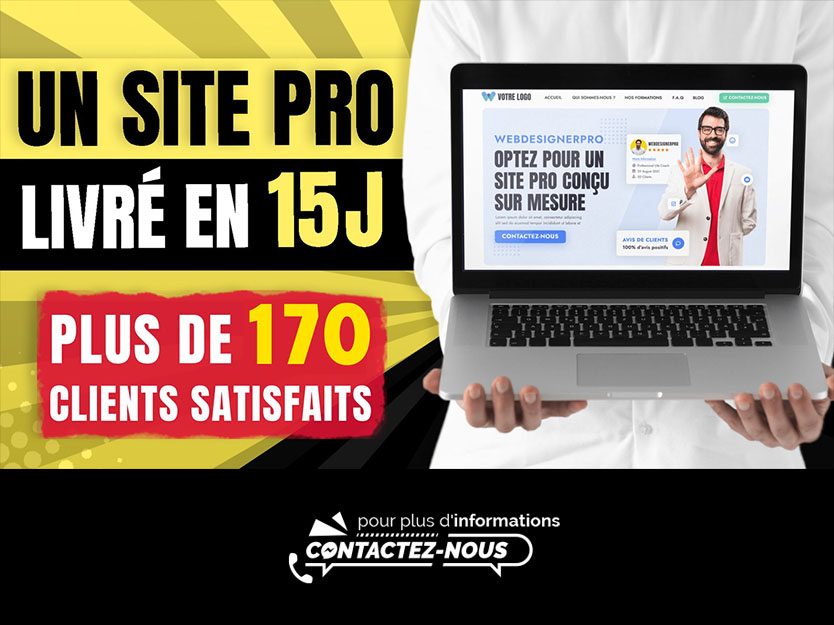 UN SITE PRO
LIVRÉ EN 15J
PLUS DE 170
CLIENTS SATISFAITS
VOTRE LOGO
ACCUEIL QUI SOMMES-NOUS ? NOS FORMATIONS F.A.Q BLOG CONTACTEZ-NOUS
WEBDESIGNERPRO
OPTEZ POUR UN
SITE PRO CONÇU
SUR MESURE
CONTACTEZ-NOUS
WEBDESIGNERPRO
AVIS DE CLIENTS
100% d'avis positifs
pour plus d'informations
CONTACTEZ-NOUS